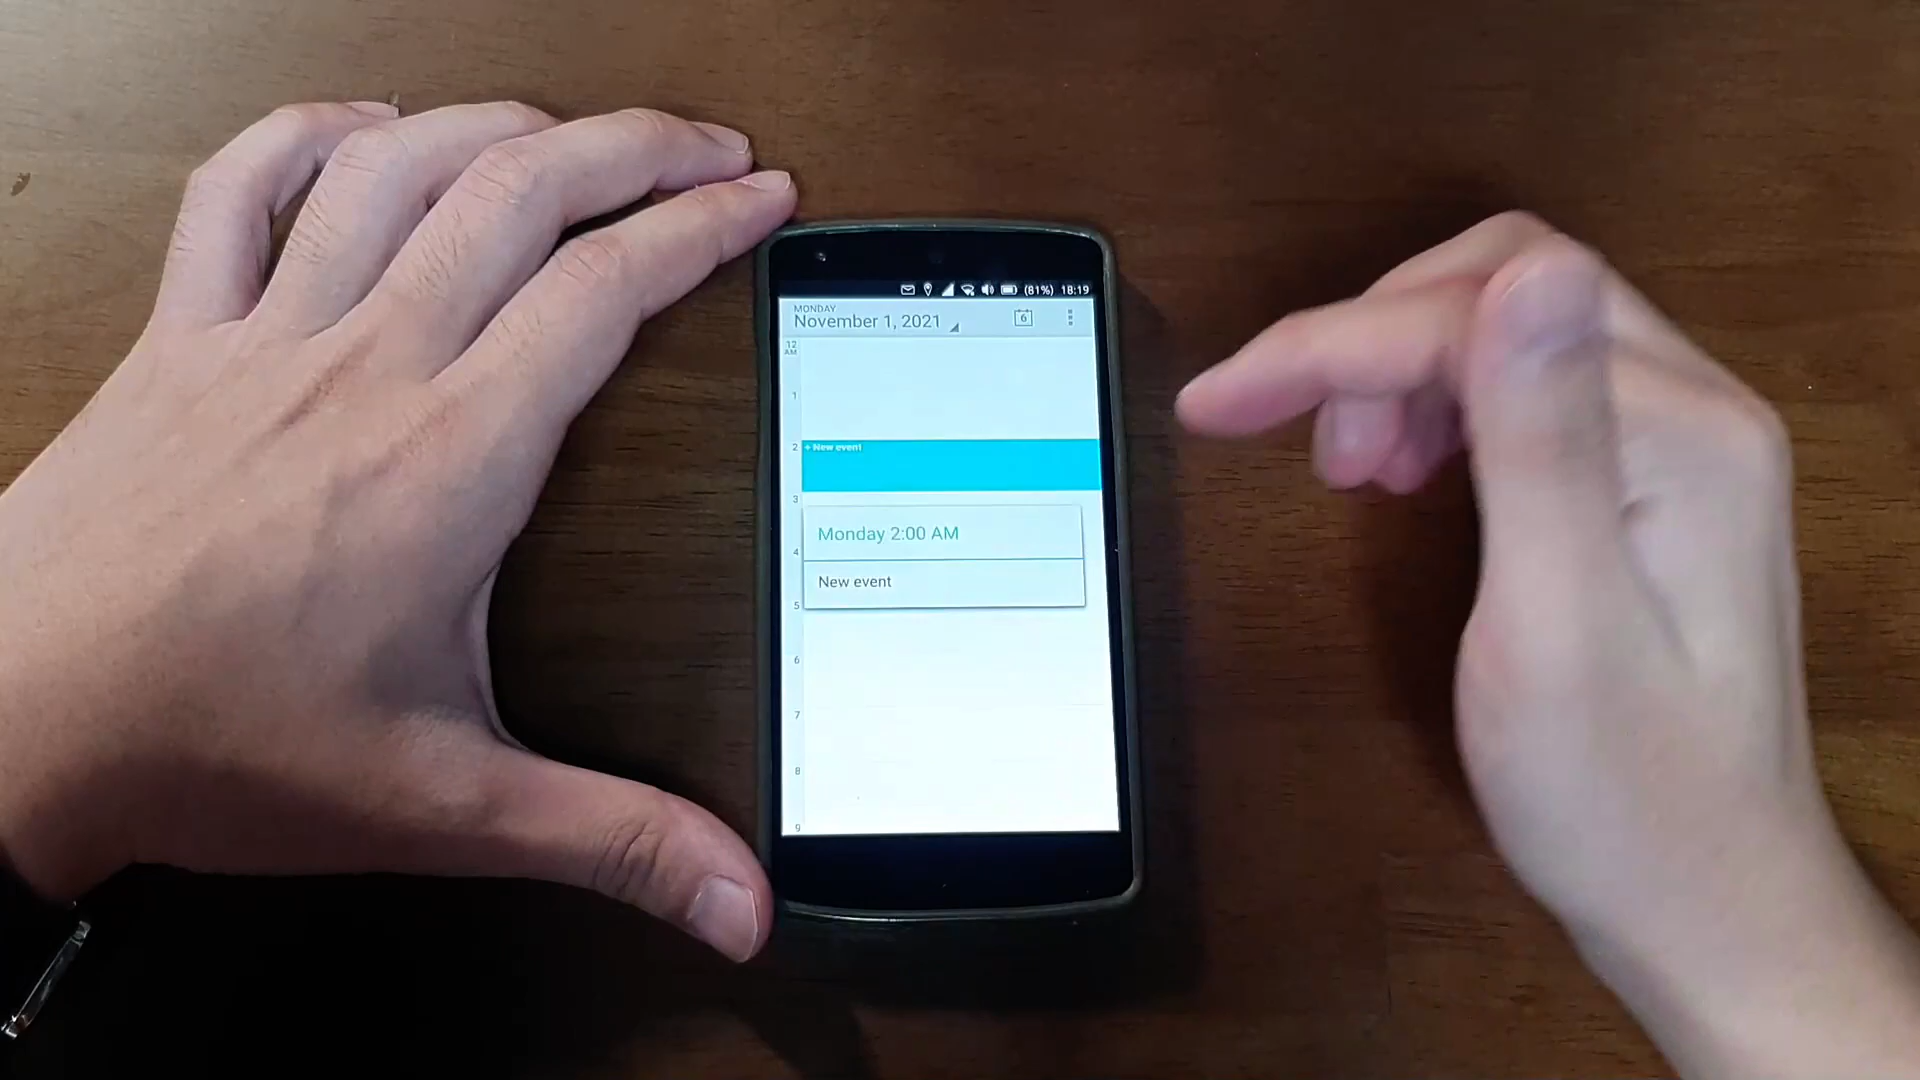 (81%) 18:19
MONDAY
November 1, 2021
6
12
AM
1
2
+ New event
3
Monday 2:00 AM
4
New event
5
6
7
8
9